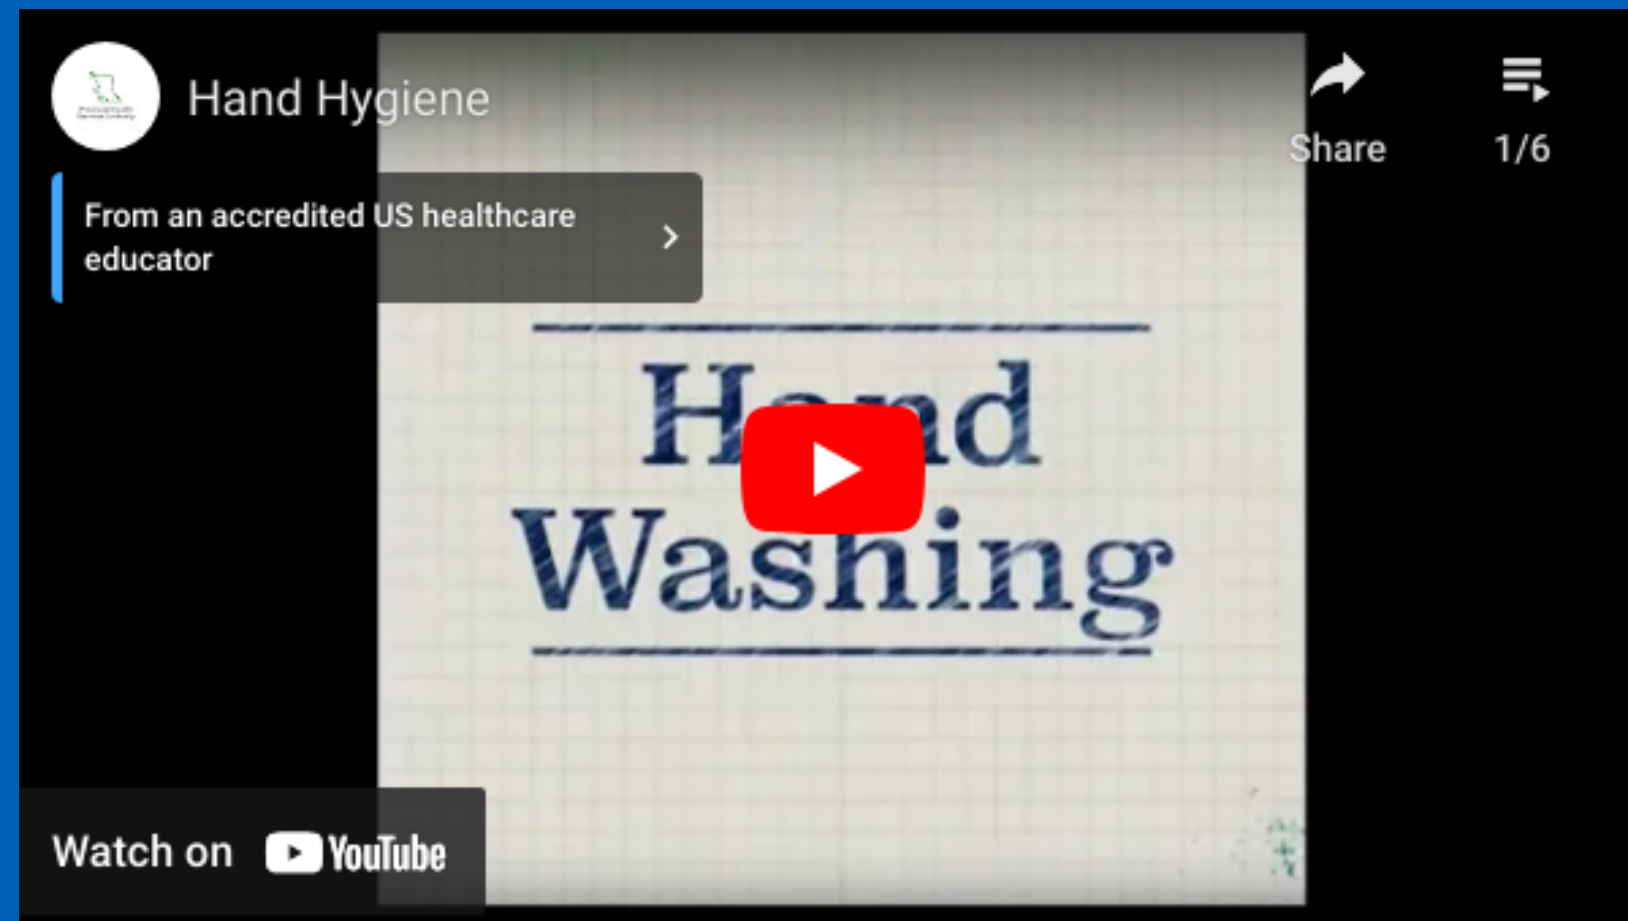 Hand Hygiene
Share
1/6
From an accredited US healthcare
educator
Hand
Washing
Watch on YouTube